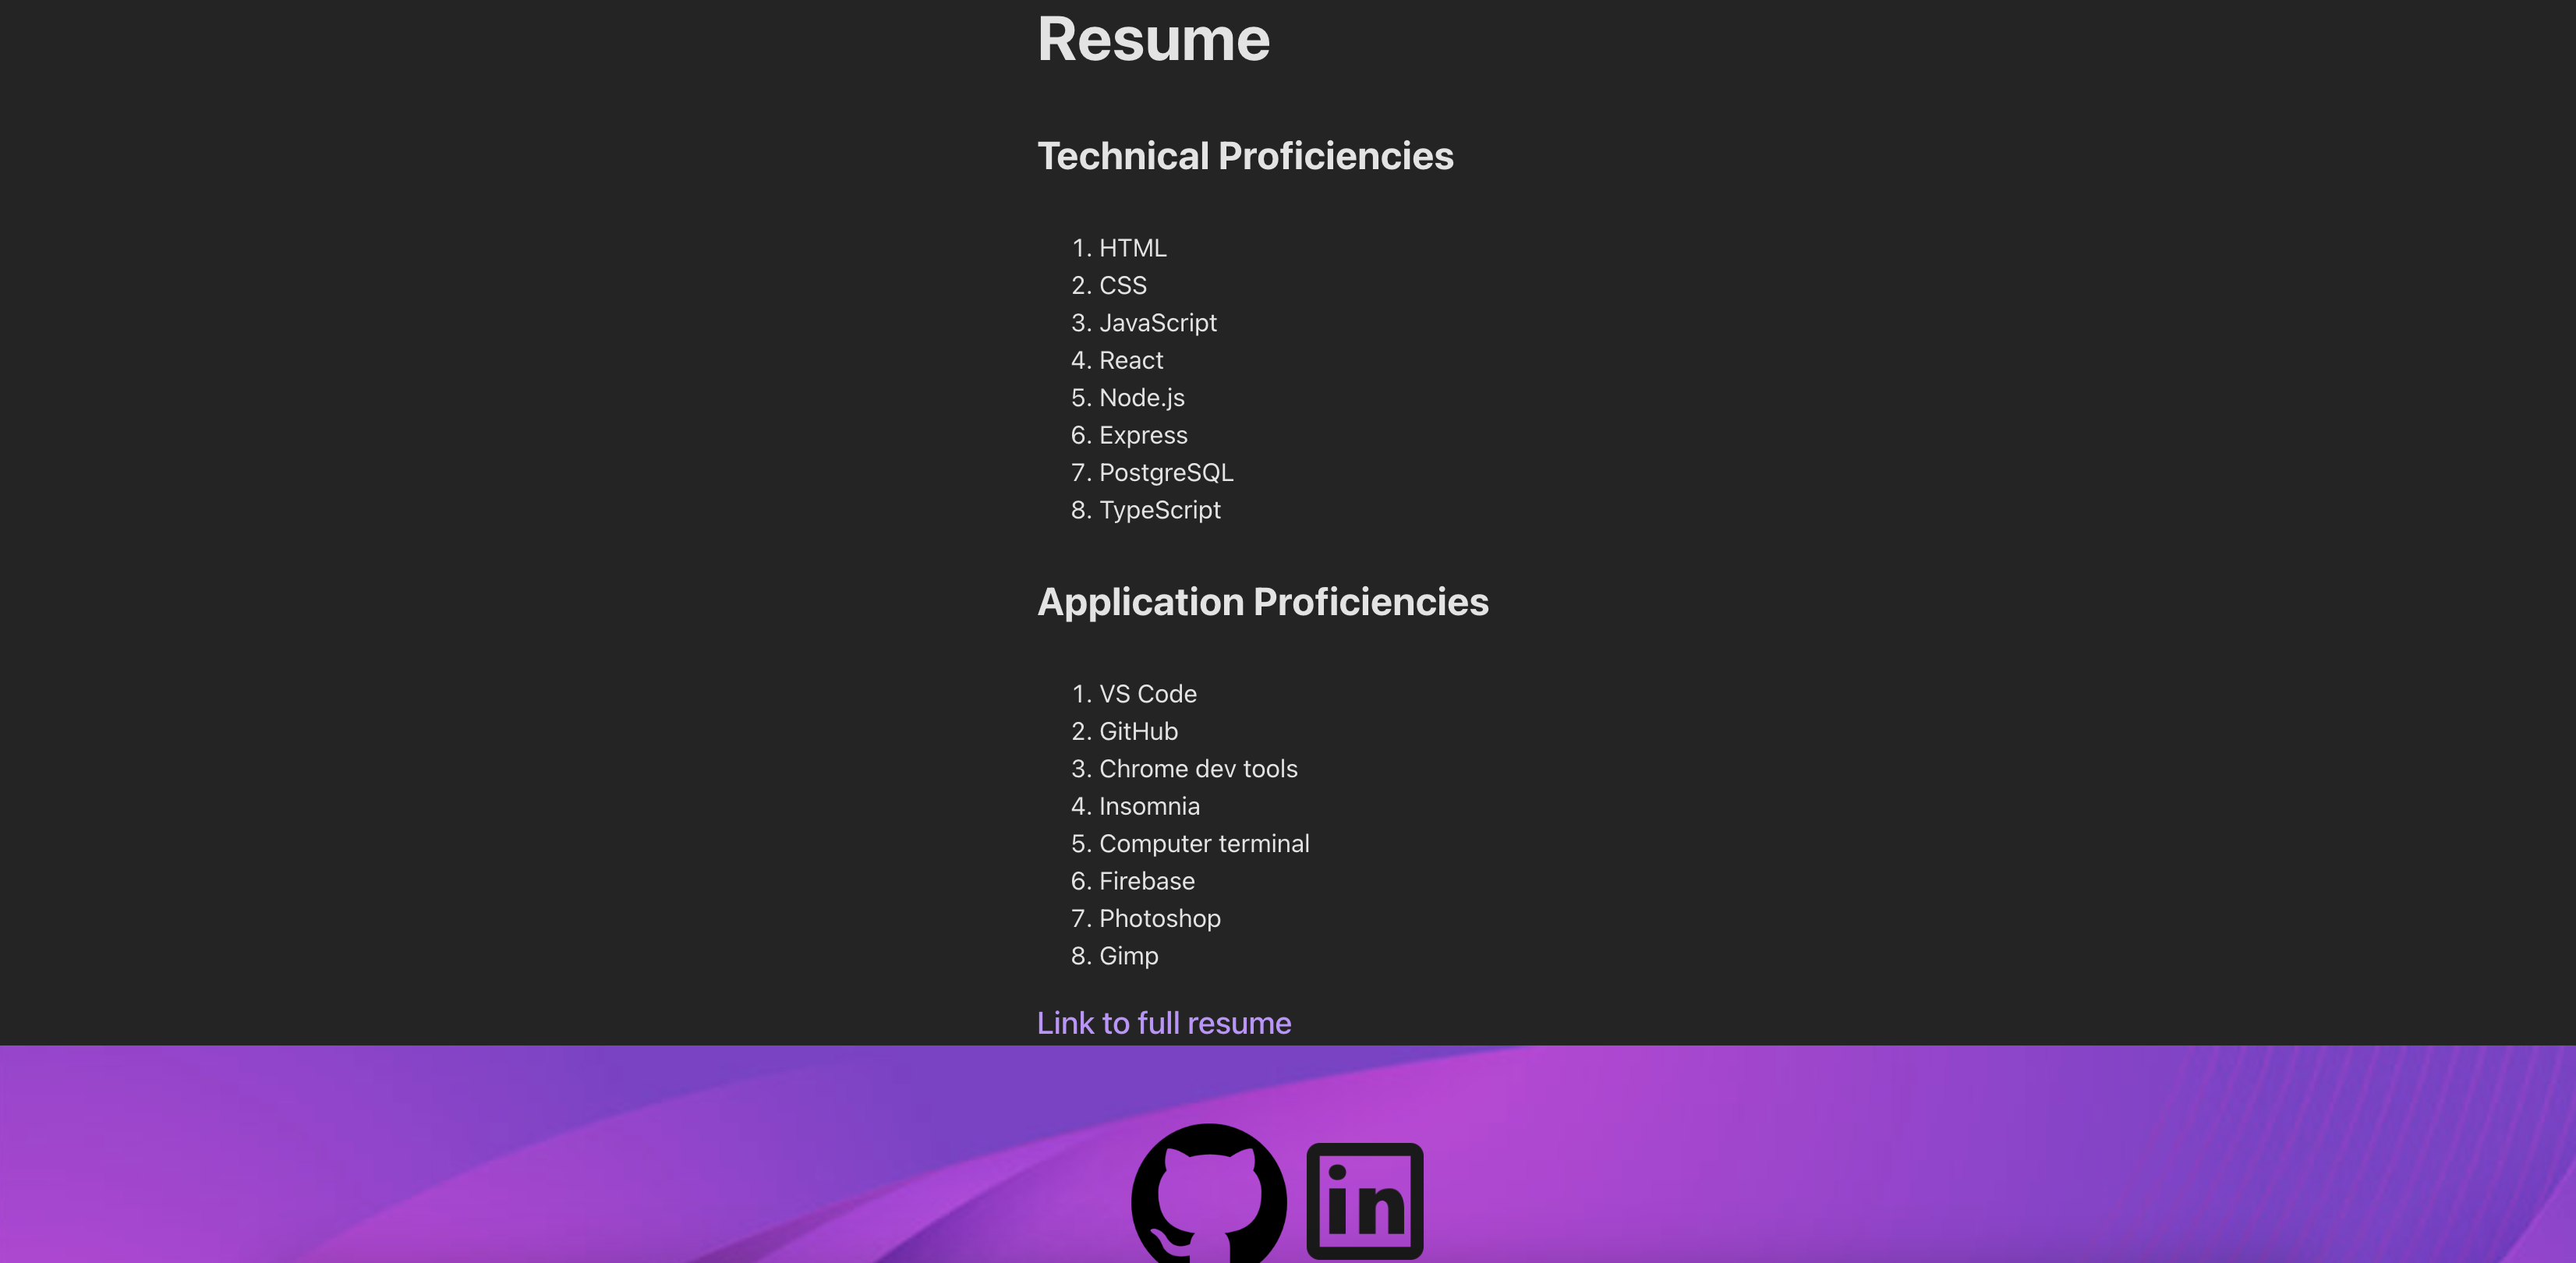 Resume
Technical Proficiencies
1. HTML
2. CSS
3. JavaScript
4. React
5. Node.js
6. Express
7. PostgreSQL
8. TypeScript
Application Proficiencies
1. VS Code
2. GitHub
3. Chrome dev tools
4. Insomnia
5. Computer terminal
6. Firebase
7. Photoshop
8. Gimp
Link to full resume
in